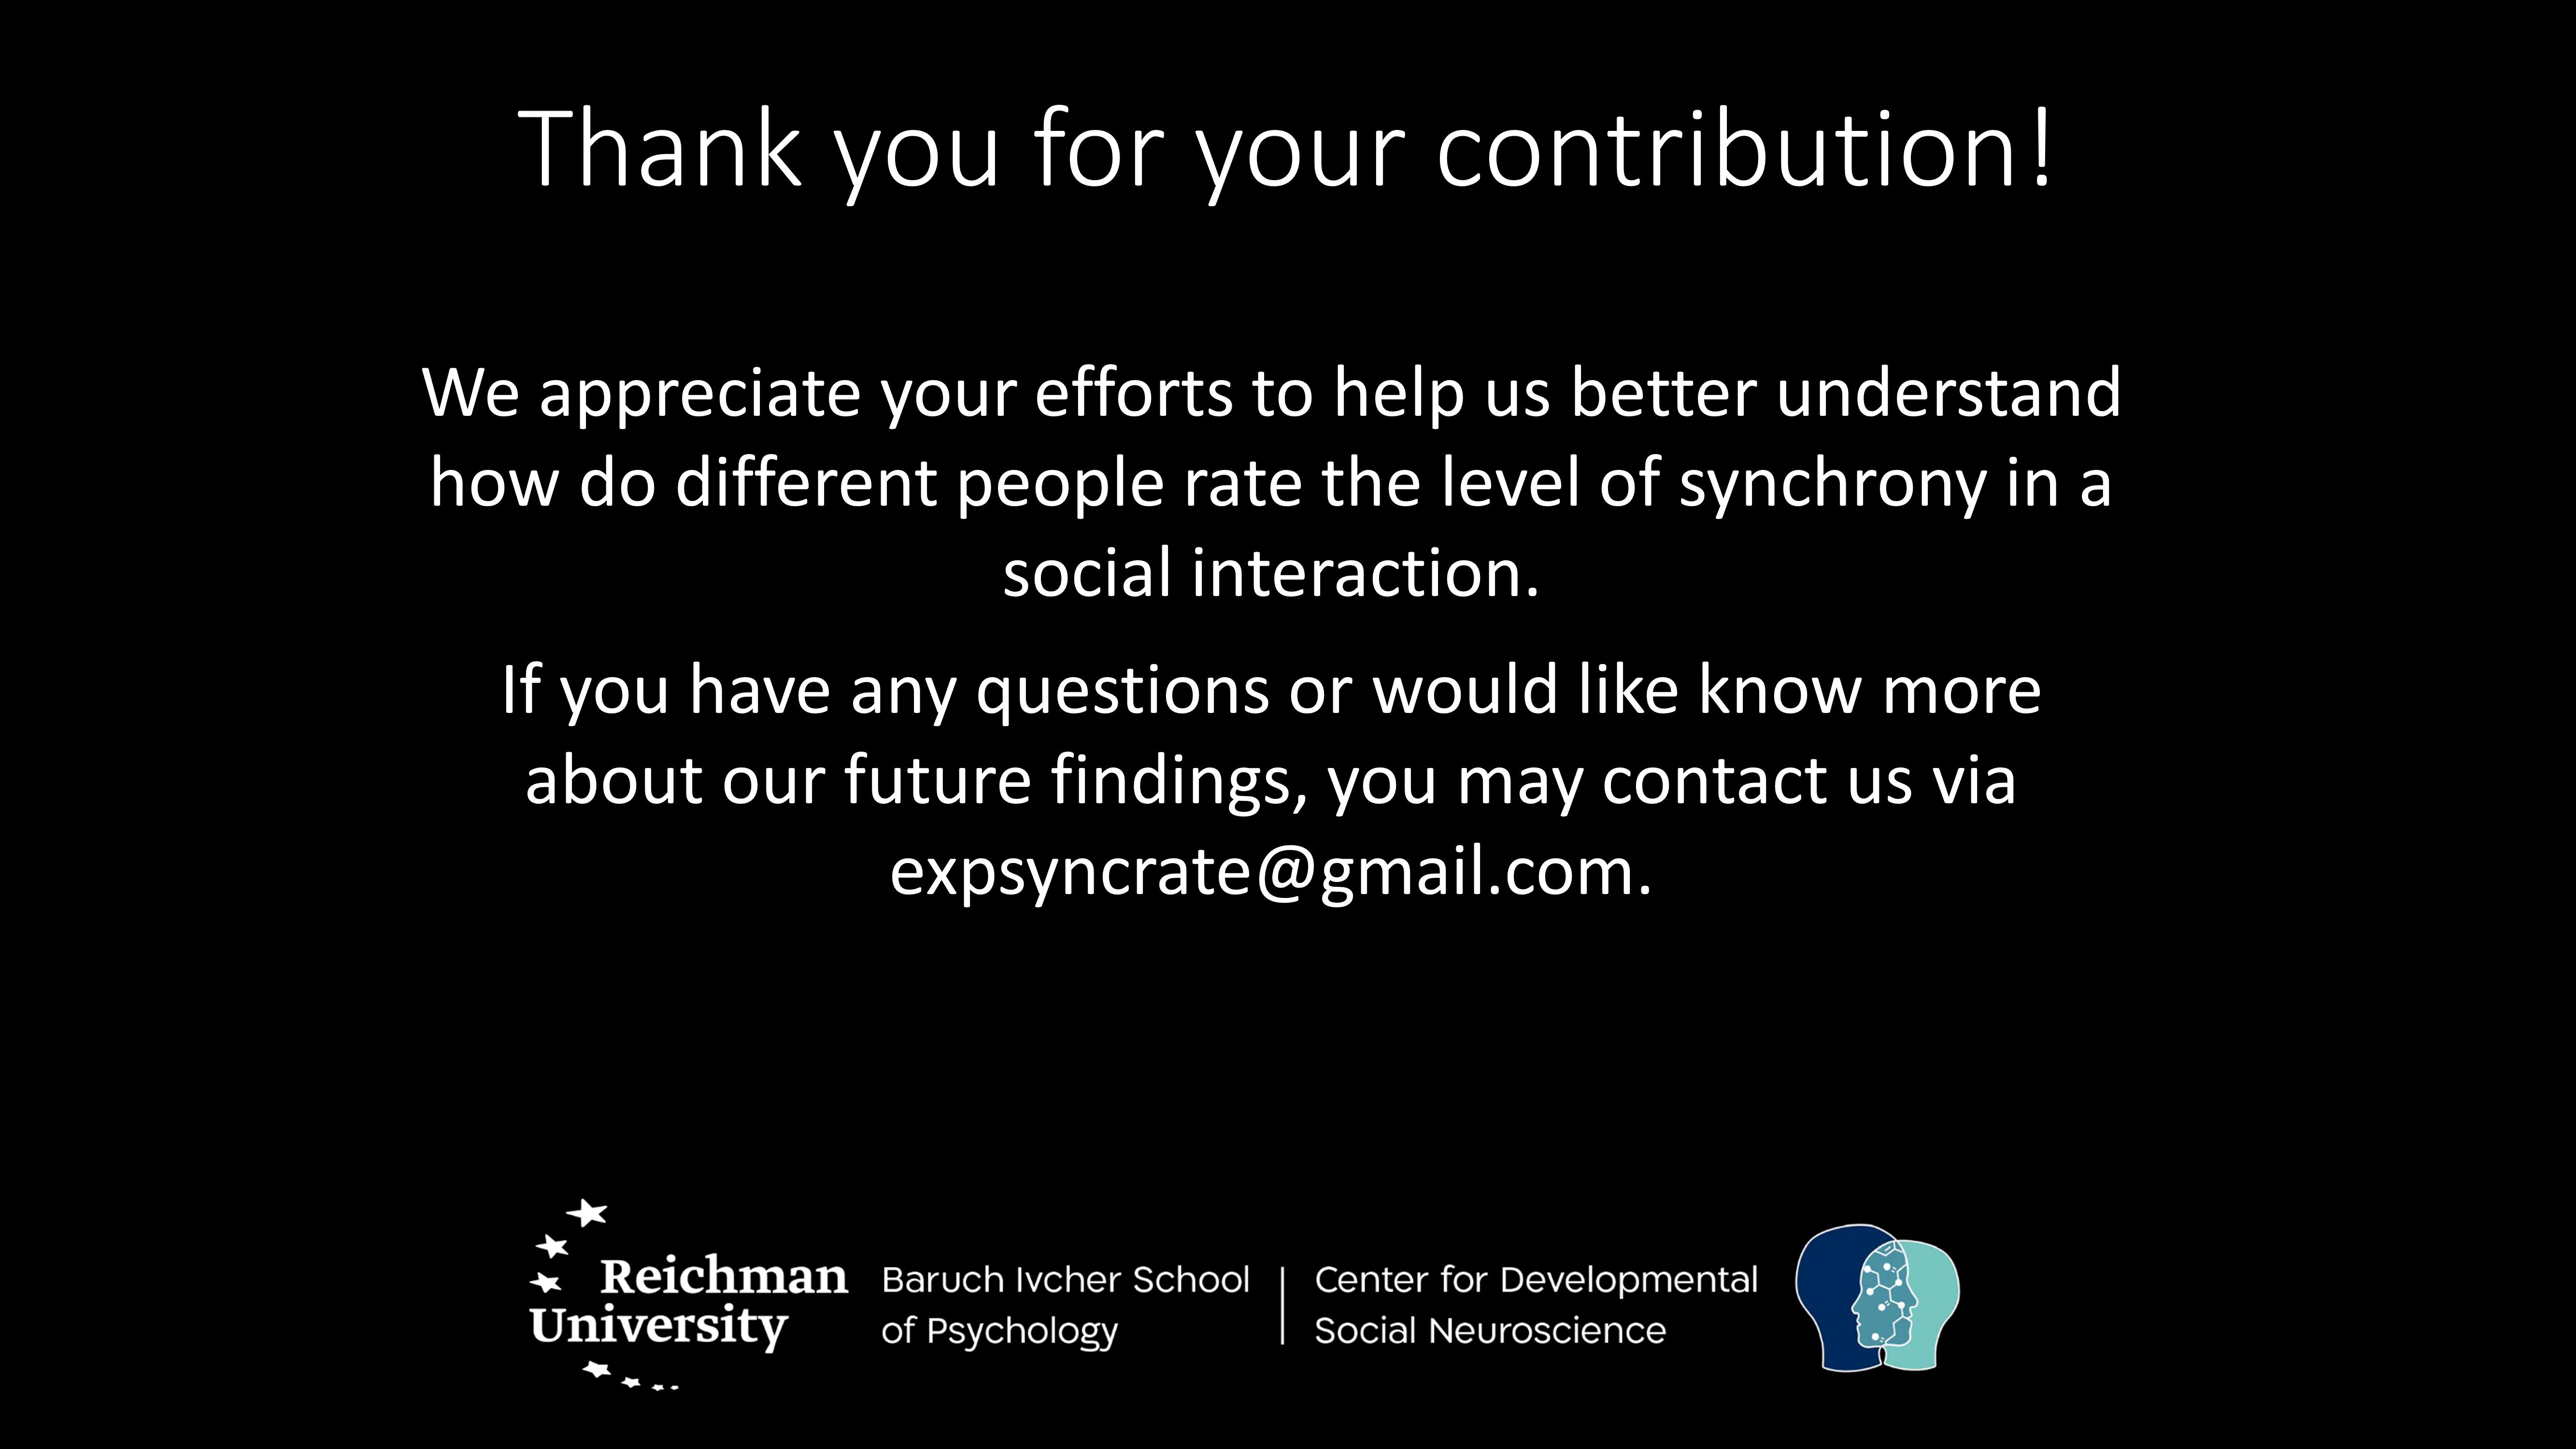 Thank you for your contribution!
We appreciate your efforts to help us better understand
how do different people rate the level of synchrony in a
social interaction.
If you have any questions or would like know more
about our future findings, you may contact us via
expsyncrate@gmail.com.
Reichman
University
Baruch Ivcher School
of Psychology
Center for Developmental
Social Neuroscience